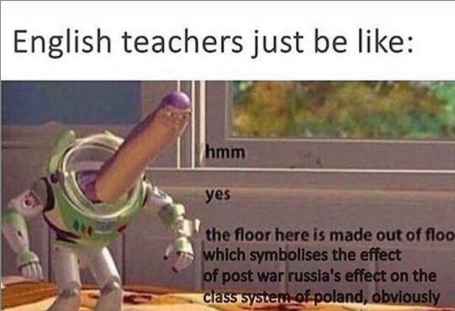 English teachers just be like:
hmm
yes
the floor here is made out of floo
which symbolises the effect
of post war russia's effect on the
class system of poland, obviously